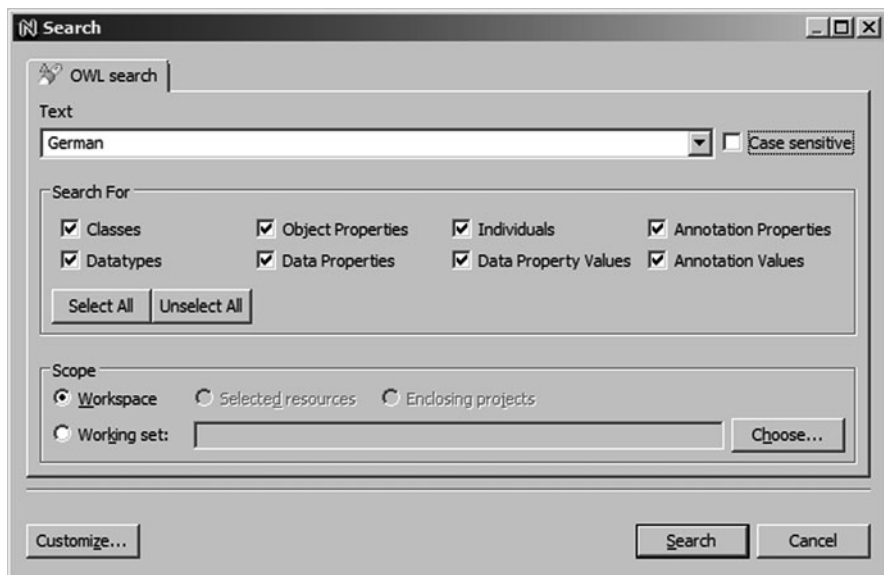 Search
OWL search
Text
German
Case sensitive
Search For
Classes
Object Properties
Individuals
Annotation Properties
Datatypes
Data Properties
Data Property Values
Annotation Values
Select All
Unselect All
Scope
Workspace
Selected resources
Enclosing projects
Working set:
Choose...
Customize...
Search
Cancel